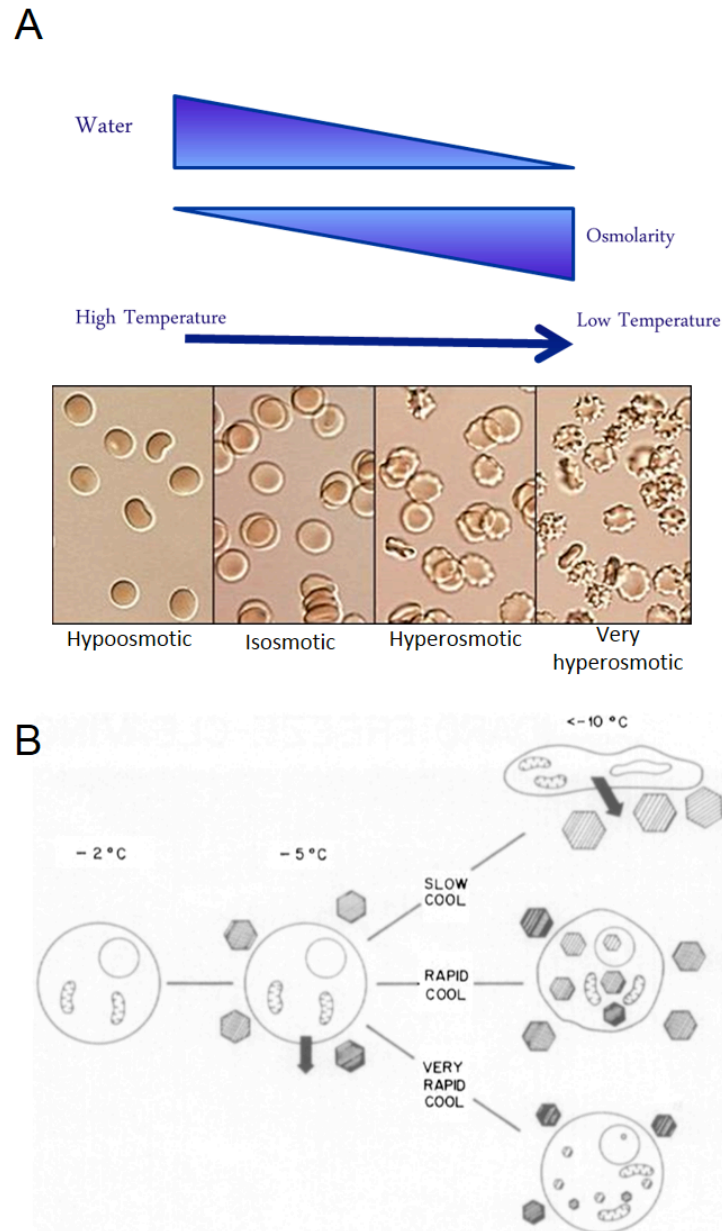 A
Water
Osmolarity
High Temperature
Low Temperature
Hypoosmotic
Isosmotic
Hyperosmotic
Very
hyperosmotic
B
<-10 °C
- 2 °C
- 5 °C
SLOW
COOL
RAPID
COOL
VERY
RAPID
COOL